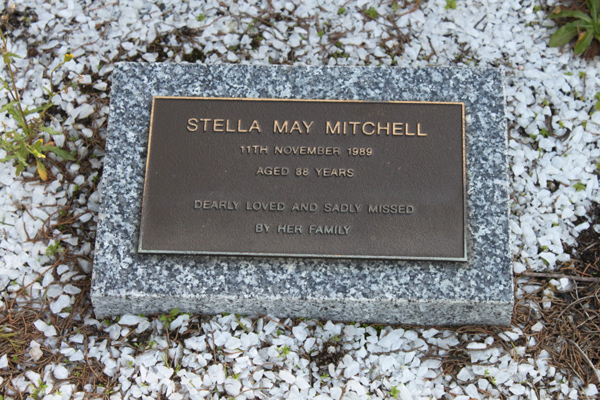 STELLA MAY MITCHELL
11TH NOVEMBER 1989
AGED 88 YEARS
DEARLY LOVED AND SADLY MISSED
BY HER FAMILY